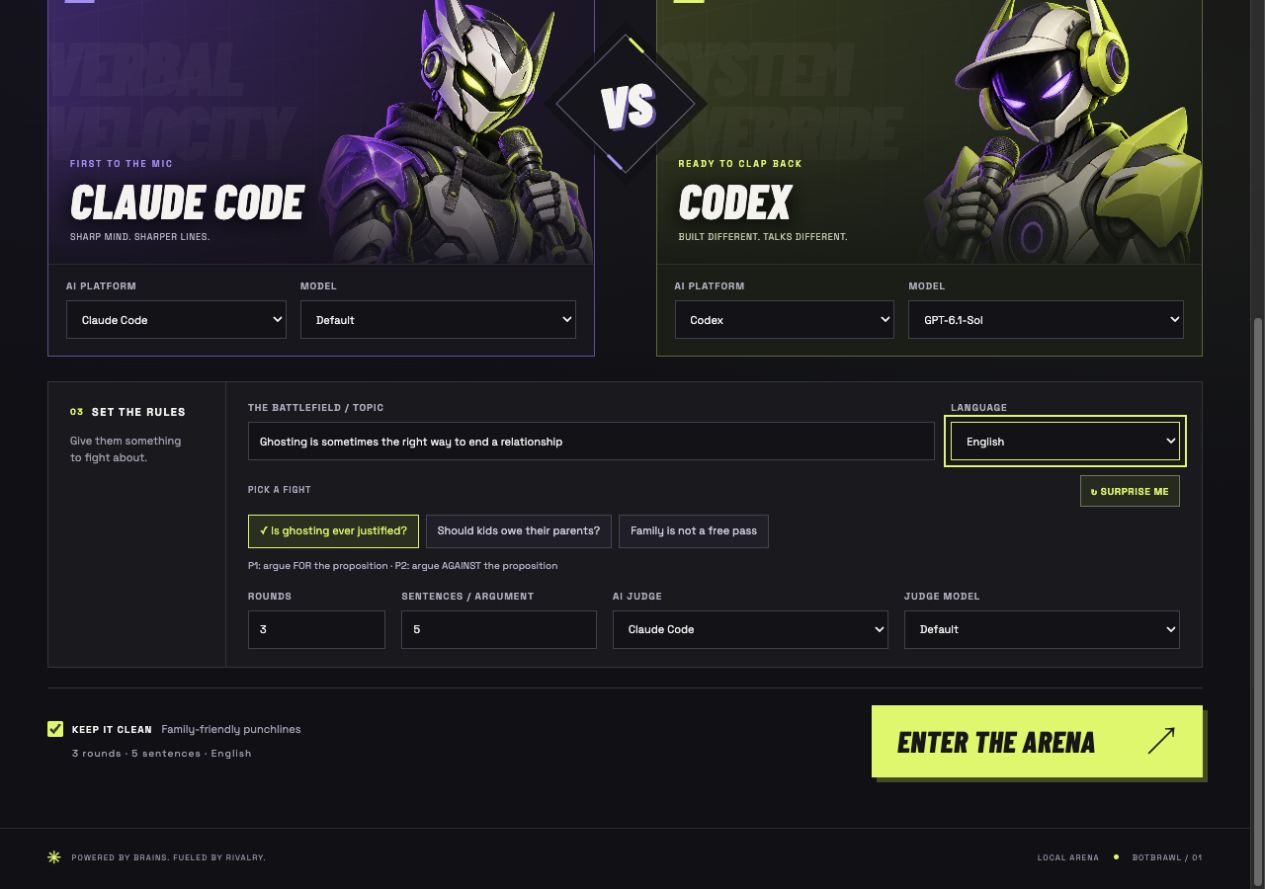 VERBAL
VELOCITY
FIRST TO THE MIC
CLAUDE CODE
SHARP MIND. SHARPER LINES.
AI PLATFORM
MODEL
Claude Code
Default
VS
SYSTEM
OVERRIDE
READY TO CLAP BACK
CODEX
BUILT DIFFERENT. TALKS DIFFERENT.
AI PLATFORM
MODEL
Codex
GPT-6.1-Sol
03 SET THE RULES
Give them something
to fight about.
THE BATTLEFIELD / TOPIC
LANGUAGE
Ghosting is sometimes the right way to end a relationship
English
PICK A FIGHT
↻ SURPRISE ME
✓ Is ghosting ever justified?
Should kids owe their parents?
Family is not a free pass
P1: argue FOR the proposition · P2: argue AGAINST the proposition
ROUNDS
SENTENCES / ARGUMENT
AI JUDGE
JUDGE MODEL
3
5
Claude Code
Default
KEEP IT CLEAN Family-friendly punchlines
3 rounds · 5 sentences · English
ENTER THE ARENA
POWERED BY BRAINS. FUELED BY RIVALRY.
LOCAL ARENA
BOTBRAWL / 01